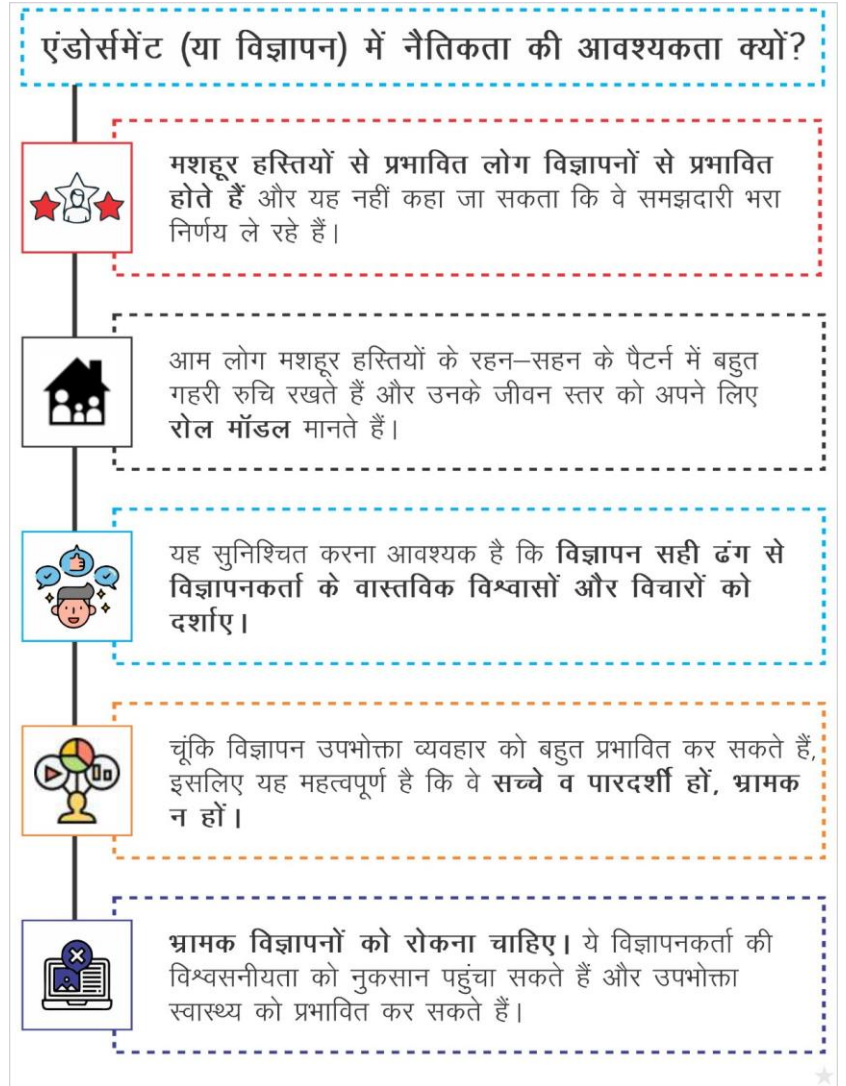 एंडोर्समेंट (या विज्ञापन) में नैतिकता की आवश्यकता क्यों?
मशहूर हस्तियों से प्रभावित लोग विज्ञापनों से प्रभावित
होते हैं और यह नहीं कहा जा सकता कि वे समझदारी भरा
निर्णय ले रहे हैं।
आम लोग मशहूर हस्तियों के रहन–सहन के पैटर्न में बहुत
गहरी रुचि रखते हैं और उनके जीवन स्तर को अपने लिए
रोल मॉडल मानते हैं।
यह सुनिश्चित करना आवश्यक है कि विज्ञापन सही ढंग से
विज्ञापनकर्ता के वास्तविक विश्वासों और विचारों को
दर्शाए।
चूंकि विज्ञापन उपभोक्ता व्यवहार को बहुत प्रभावित कर सकते हैं,
इसलिए यह महत्वपूर्ण है कि वे सच्चे व पारदर्शी हों, भ्रामक
न हों।
भ्रामक विज्ञापनों को रोकना चाहिए। ये विज्ञापनकर्ता की
विश्वसनीयता को नुकसान पहुंचा सकते हैं और उपभोक्ता
स्वास्थ्य को प्रभावित कर सकते हैं।